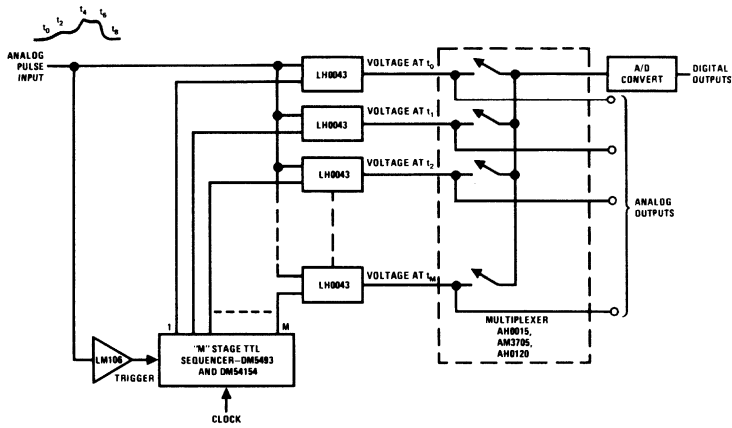 t0 t2 t4 t6 t8
ANALOG
PULSE
INPUT
LH0043
VOLTAGE AT t0
A/D
CONVERT
DIGITAL
OUTPUTS
LH0043
VOLTAGE AT t1
LH0043
VOLTAGE AT t2
ANALOG
OUTPUTS
LH0043
VOLTAGE AT tM
1
M
MULTIPLEXER
AH0015,
AM3705,
AH0120
LM106
TRIGGER
"M" STAGE TTL
SEQUENCER–DM5493
AND DM54154
CLOCK